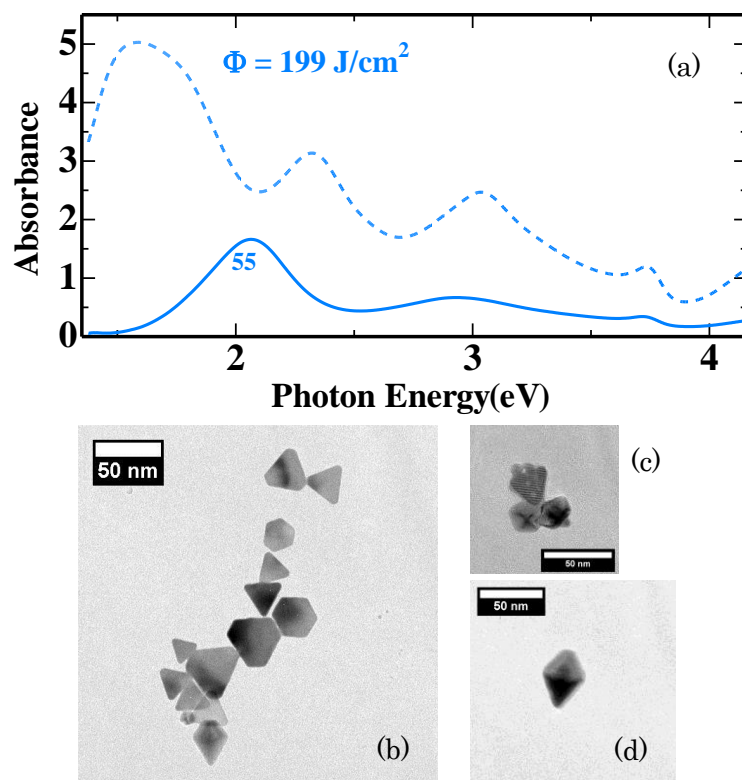 Φ = 199 J/cm²
(a)
5
4
3
2
1
0
Absorbance
55
2
3
4
Photon Energy(eV)
50 nm
(b)
(c)
50 nm
50 nm
(d)